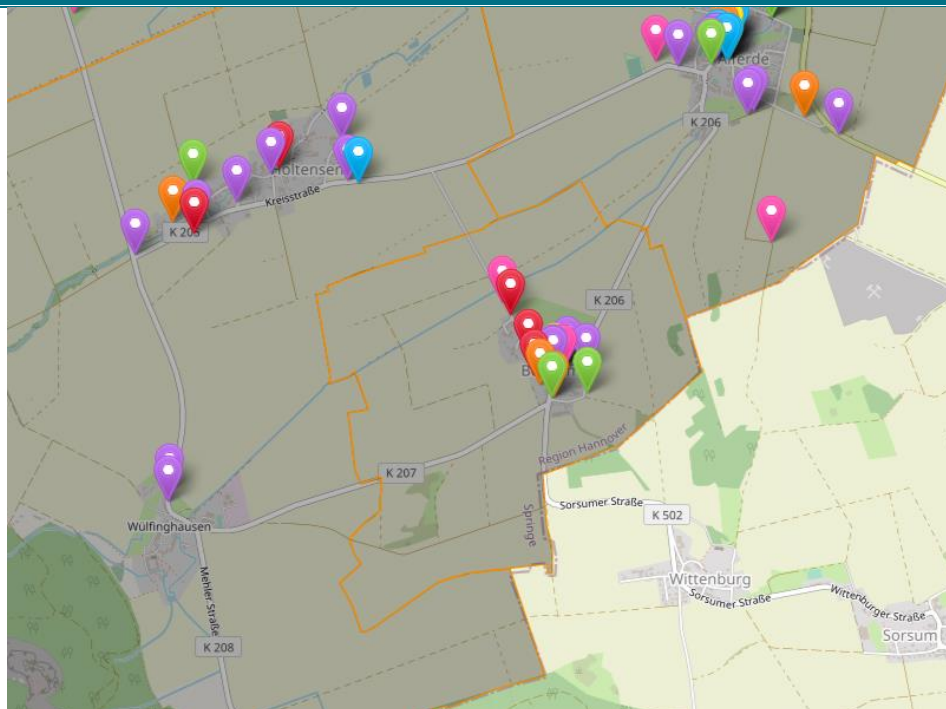 Alferde
K 206
Holtensen
Kreisstraße
K 205
K 206
Region Hannover
K 207
Springe
Sorsumer Straße
K 502
Wülfinghausen
Wittenburg
Mehler Straße
Sorsumer Straße
Wittenburger Straße
Sorsum
K 208